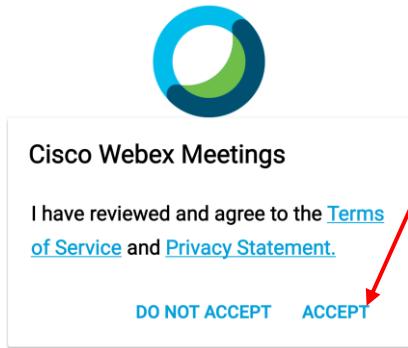 Cisco Webex Meetings
I have reviewed and agree to the Terms
of Service and Privacy Statement.
DO NOT ACCEPT ACCEPT